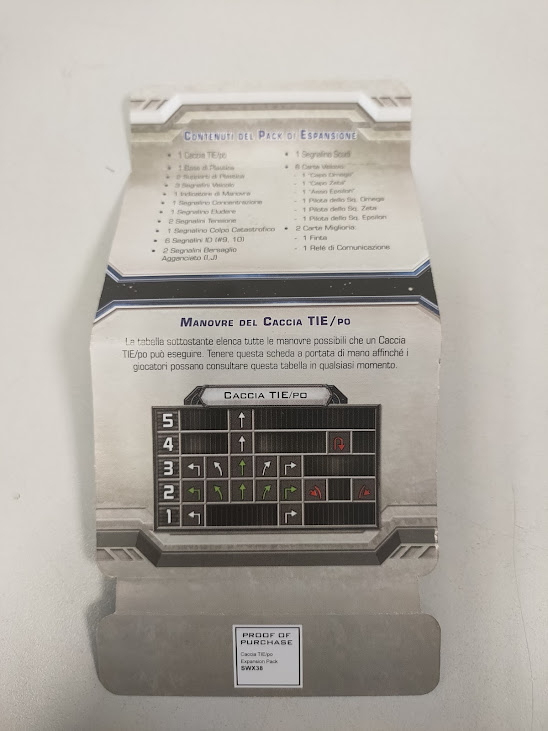 Contenuti del Pack di Espansione
• 1 Caccia TIE/po
• 1 Base di Plastica
• 2 Supporti di Plastica
• 3 Segnalini Vascello
• 1 Indicatore di Manovra
• 1 Segnalino Concentrazione
• 1 Segnalino Eludere
• 2 Segnalini Tensione
• 1 Segnalino Colpo Catastrofico
• 6 Segnalini ID (#9, 10)
• 2 Segnalini Bersaglio
Agganciato (I,J)
• 1 Segnalino Scudi
• 6 Carte Vascello:
- 1 "Capo Omega"
- 1 "Capo Zeta"
- 1 "Asso Epsilon"
- 1 Pilota dello Sq. Omega
- 1 Pilota dello Sq. Zeta
- 1 Pilota dello Sq. Epsilon
• 2 Carte Miglioria:
- 1 Finta
- 1 Relè di Comunicazione
Manovre del Caccia TIE/po
La tabella sottostante elenca tutte le manovre possibili che un Caccia
TIE/po può eseguire. Tenere questa scheda a portata di mano affinché i
giocatori possano consultare questa tabella in qualsiasi momento.
Caccia TIE/po
5
4
3
2
1
PROOF OF
PURCHASE
Caccia TIE/po
Expansion Pack
SWX38